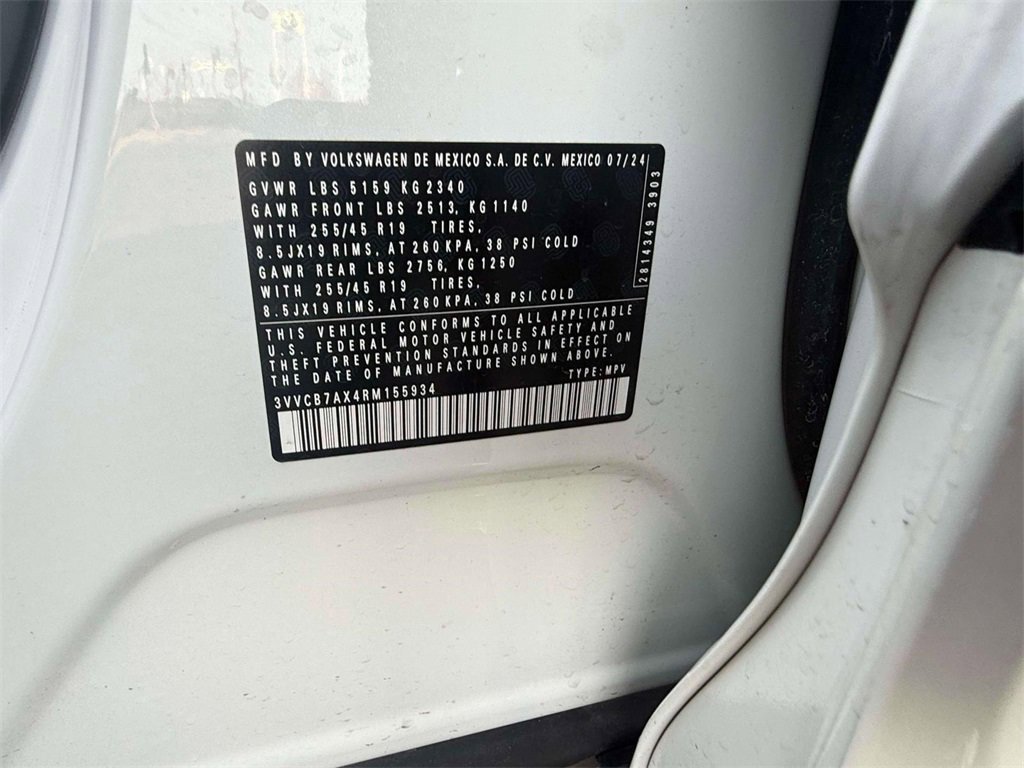 MFD BY VOLKSWAGEN DE MEXICO S.A. DE C.V. MEXICO 07/24
GVWR LBS 5159 KG 2340
GAWR FRONT LBS 2513, KG 1140
WITH 255/45 R19 TIRES,
8.5JX19 RIMS, AT 260 KPA, 38 PSI COLD
GAWR REAR LBS 2756, KG 1250
WITH 255/45 R19 TIRES,
8.5JX19 RIMS, AT 260 KPA, 38 PSI COLD
2814349 3903
THIS VEHICLE CONFORMS TO ALL APPLICABLE
U.S. FEDERAL MOTOR VEHICLE SAFETY AND
THEFT PREVENTION STANDARDS IN EFFECT ON
THE DATE OF MANUFACTURE SHOWN ABOVE.
TYPE: MPV
3VVCB7AX4RM155934